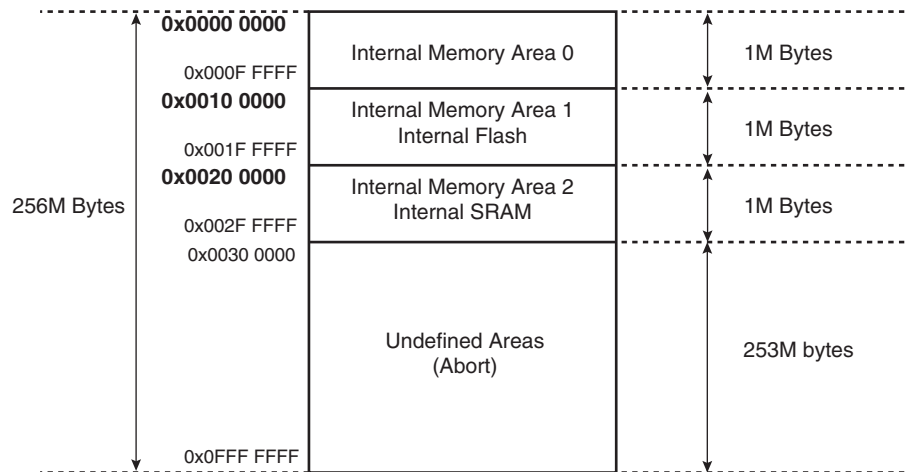 0x0000 0000
Internal Memory Area 0
1M Bytes
0x000F FFFF
0x0010 0000
Internal Memory Area 1
Internal Flash
1M Bytes
0x001F FFFF
0x0020 0000
Internal Memory Area 2
Internal SRAM
1M Bytes
256M Bytes
0x002F FFFF
0x0030 0000
Undefined Areas
(Abort)
253M bytes
0x0FFF FFFF